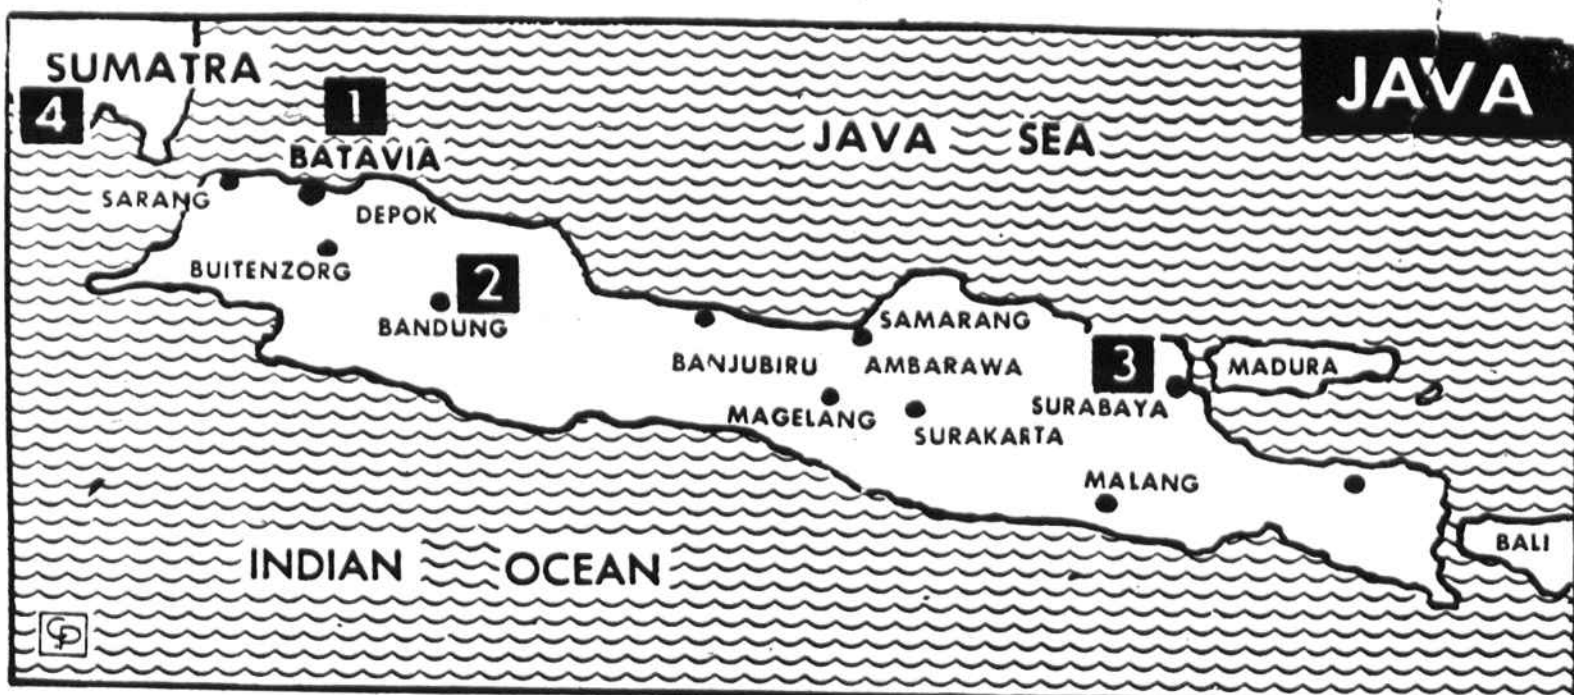 SUMATRA
JAVA
4
1
JAVA SEA
BATAVIA
SARANG
DEPOK
BUITENZORG
2
BANDUNG
SAMARANG
BANJUBIRU
AMBARAWA
3
MADURA
MAGELANG
SURABAYA
SURAKARTA
MALANG
BALI
INDIAN OCEAN